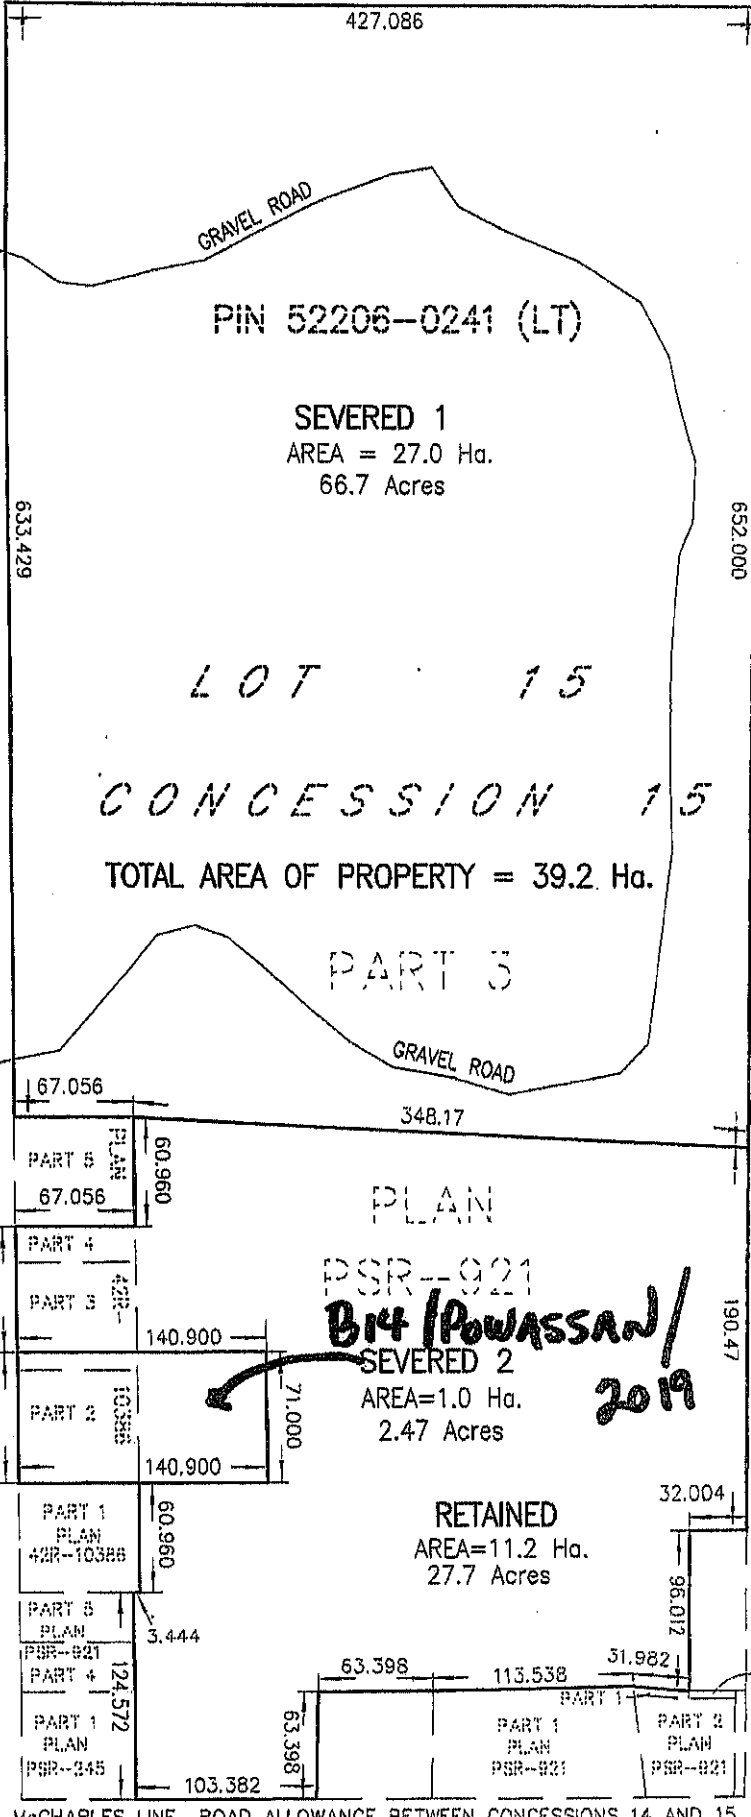 427.086
GRAVEL ROAD
PIN 52206-0241 (LT)
SEVERED 1
AREA = 27.0 Ha.
66.7 Acres
633.429
652.000
LOT 15
CONCESSION 15
TOTAL AREA OF PROPERTY = 39.2 Ha.
PART 3
GRAVEL ROAD
67.056
348.17
PART 5
PLAN
60.960
67.056
PLAN
PART 4
PSR-921
PART 3
42R-
B14/POWASSAN/
2019
140.900
190.47
SEVERED 2
AREA=1.0 Ha.
2.47 Acres
PART 2
10386
71.000
140.900
32.004
PART 1
PLAN
42R-10386
60.960
RETAINED
AREA=11.2 Ha.
27.7 Acres
96.012
PART 5
PLAN
PSR-921
3.444
PART 4
124.572
63.398
113.538
31.982
PART 1
PART 1
PLAN
PSR-245
63.398
PART 1
PLAN
PSR-921
PART 2
PLAN
PSR-921
103.382
McCHARLES LINE ROAD ALLOWANCE BETWEEN CONCESSIONS 14 AND 15